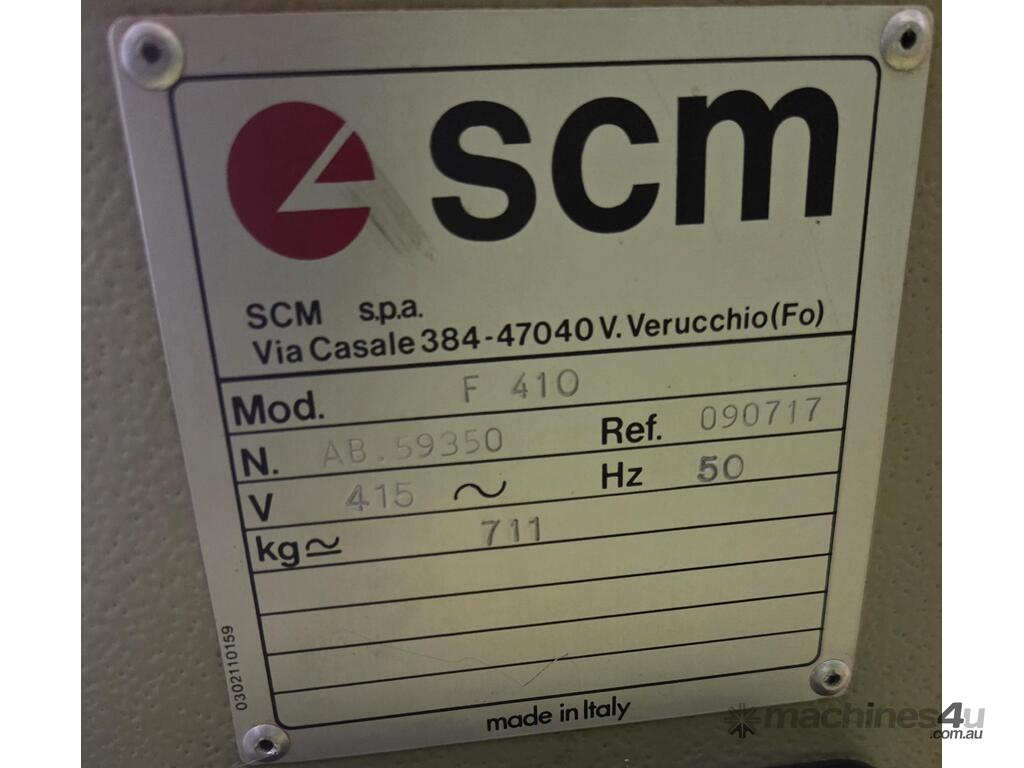 scm
SCM s.p.a.
Via Casale 384-47040 V. Verucchio (Fo)
Mod. F 410
N. AB.59350 Ref. 090717
V 415 ~ Hz 50
kg≃ 711
0302110159
made in Italy
machines4u
.com.au